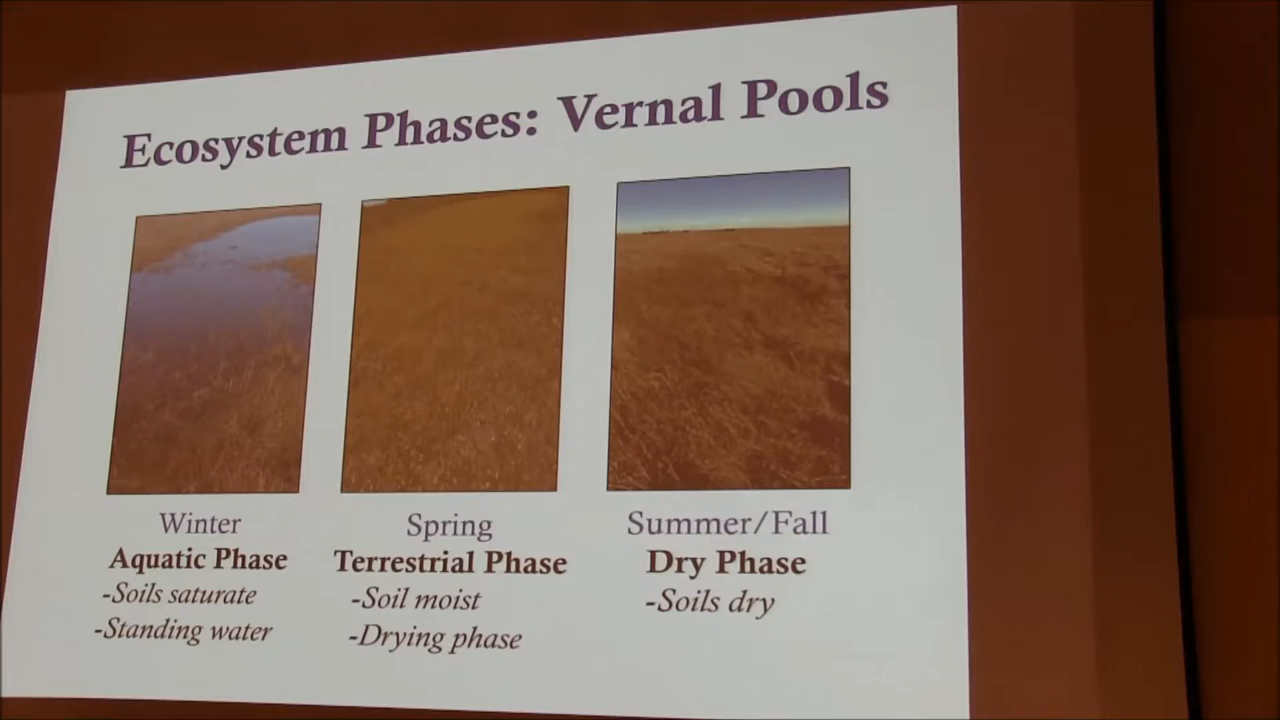 Ecosystem Phases: Vernal Pools
Winter
Aquatic Phase
-Soils saturate
-Standing water
Spring
Terrestrial Phase
-Soil moist
-Drying phase
Summer/Fall
Dry Phase
-Soils dry